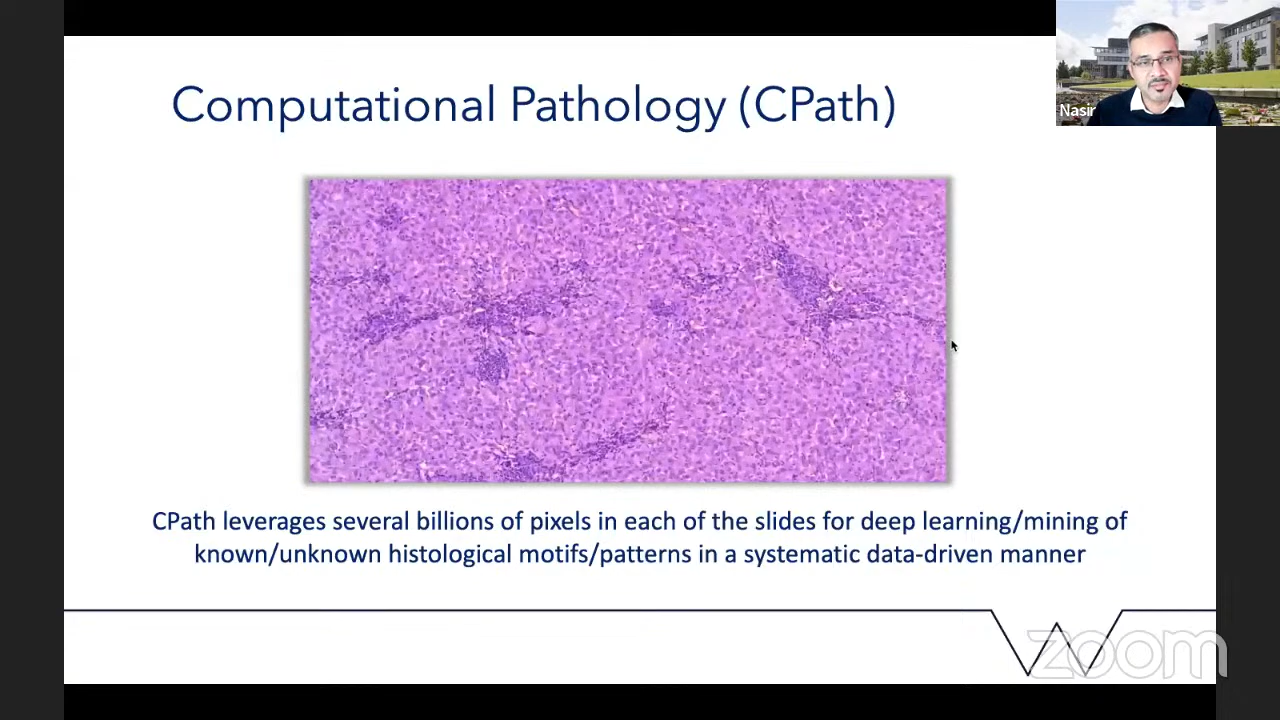 Computational Pathology (CPath)
Nasir
CPath leverages several billions of pixels in each of the slides for deep learning/mining of
known/unknown histological motifs/patterns in a systematic data-driven manner
zoom